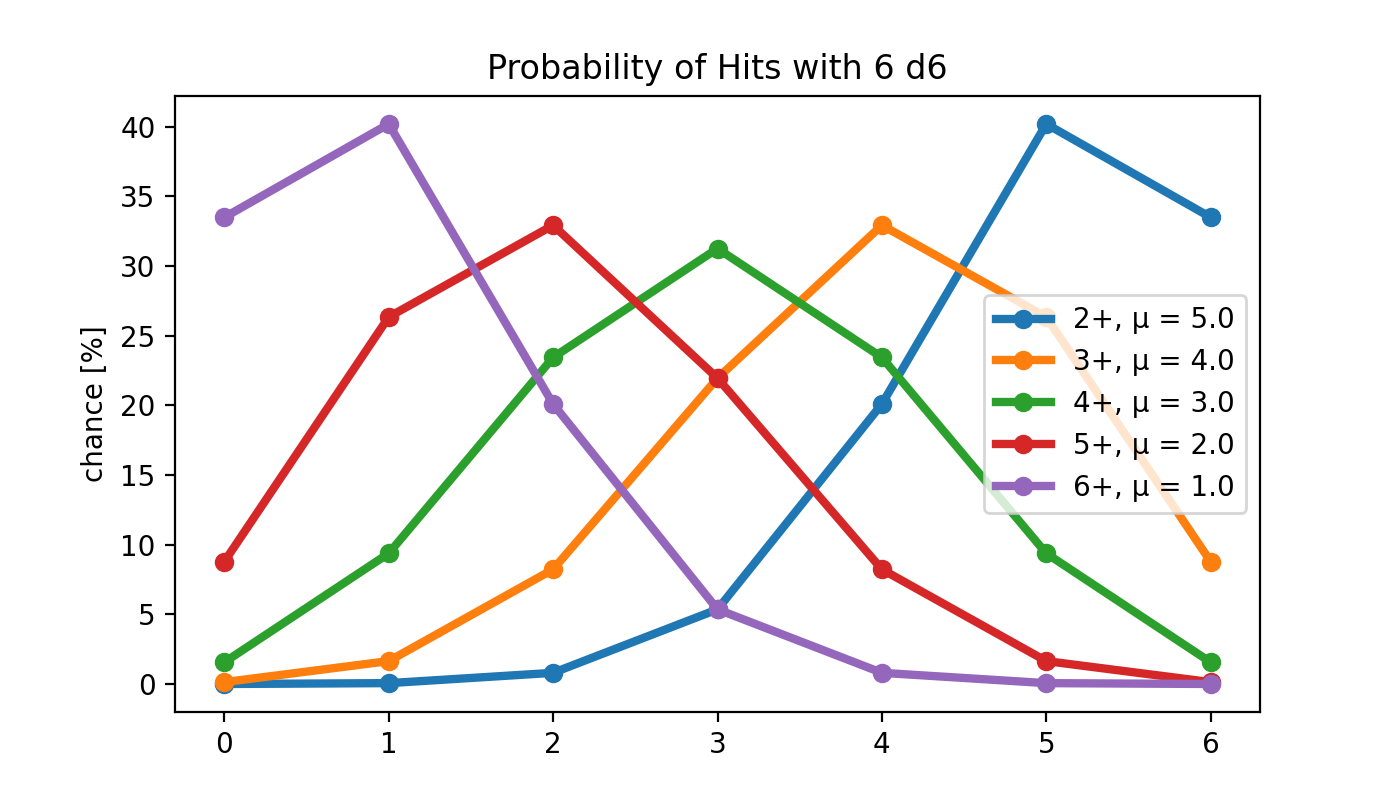 Probability of Hits with 6 d6
chance [%]
40
35
30
25
20
15
10
5
0
0 1 2 3 4 5 6
2+, μ = 5.0
3+, μ = 4.0
4+, μ = 3.0
5+, μ = 2.0
6+, μ = 1.0